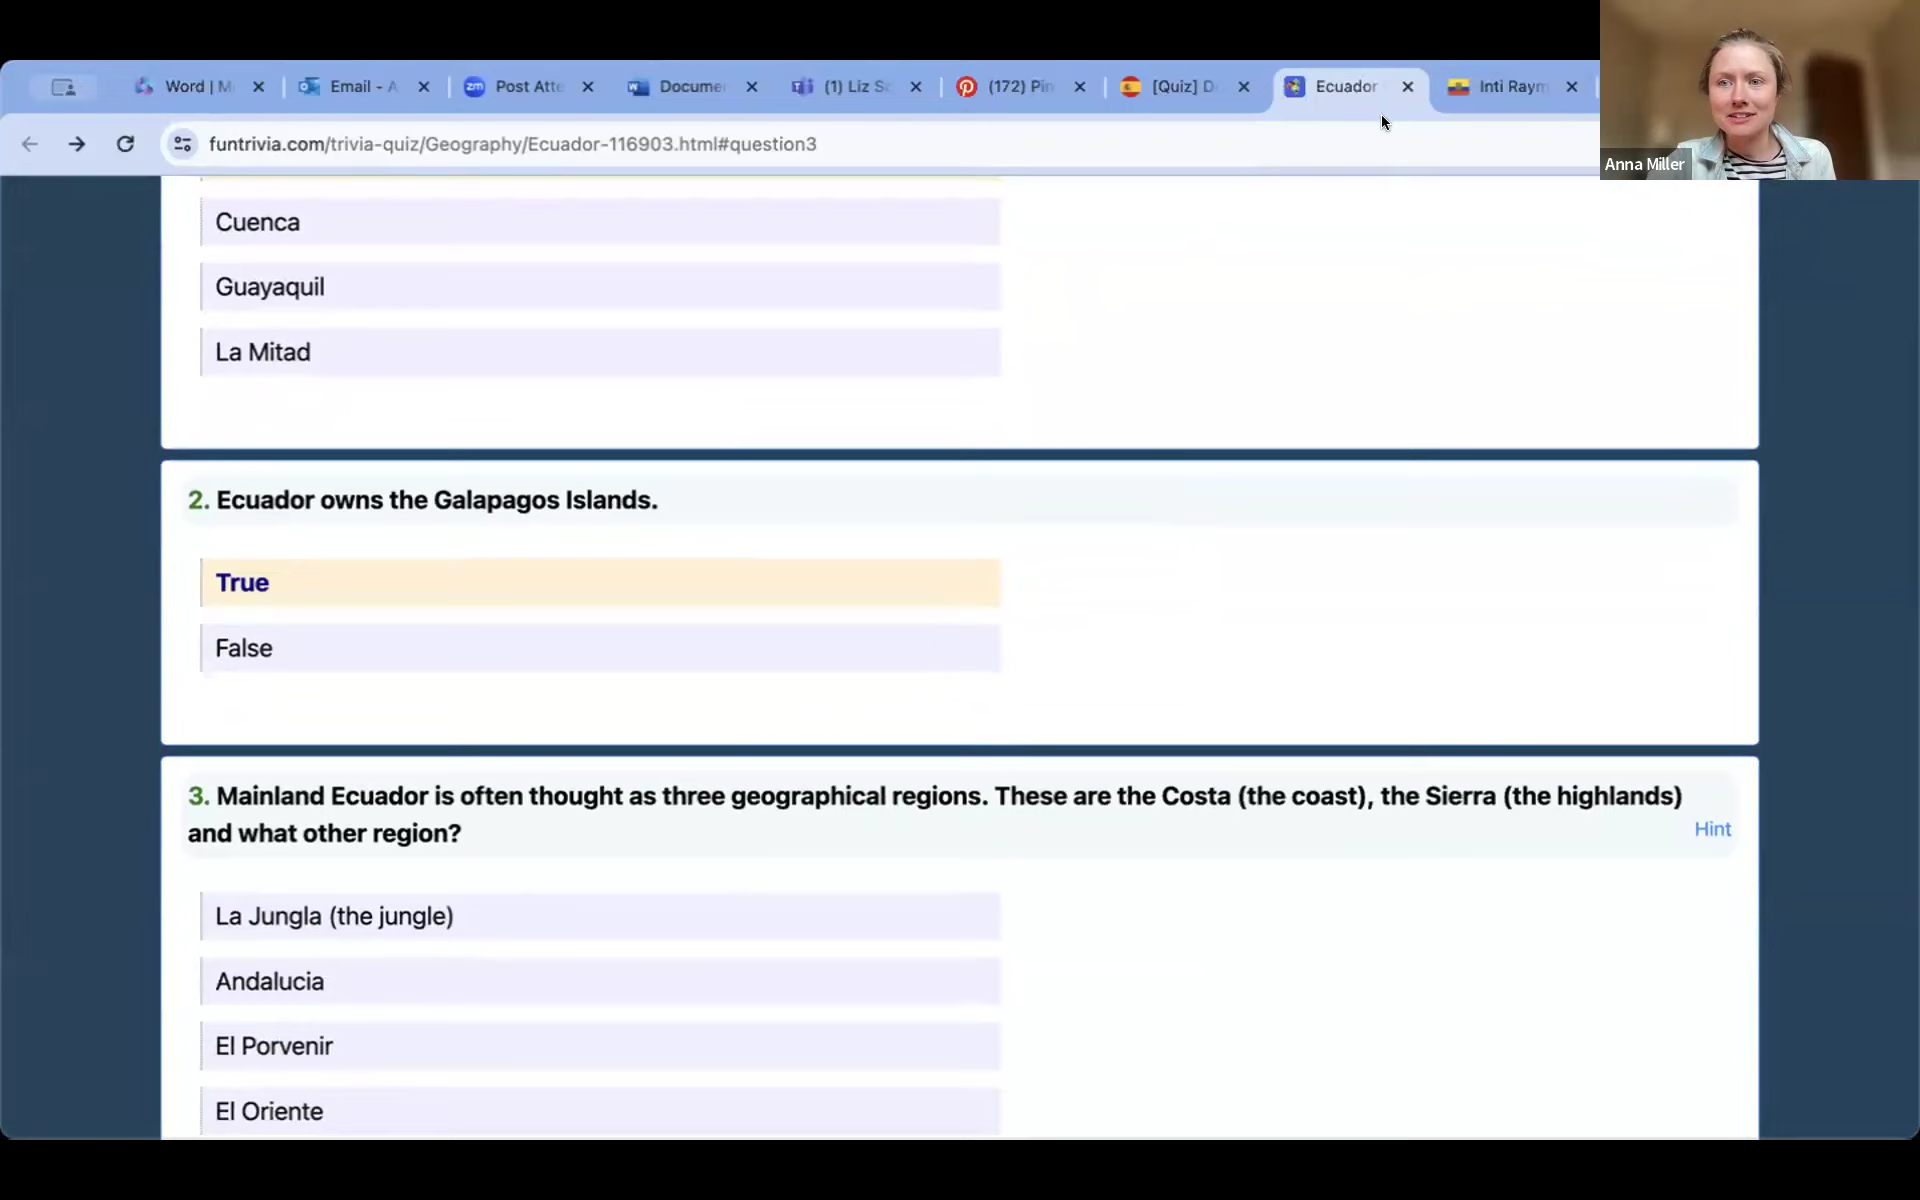 Word | M
Email - A
Post Atte
Docume
(1) Liz Sc
(172) Pin
[Quiz] D
Ecuador
Inti Raym
funtrivia.com/trivia-quiz/Geography/Ecuador-116903.html#question3
Anna Miller
Cuenca
Guayaquil
La Mitad
2. Ecuador owns the Galapagos Islands.
True
False
3. Mainland Ecuador is often thought as three geographical regions. These are the Costa (the coast), the Sierra (the highlands)
and what other region?
Hint
La Jungla (the jungle)
Andalucia
El Porvenir
El Oriente